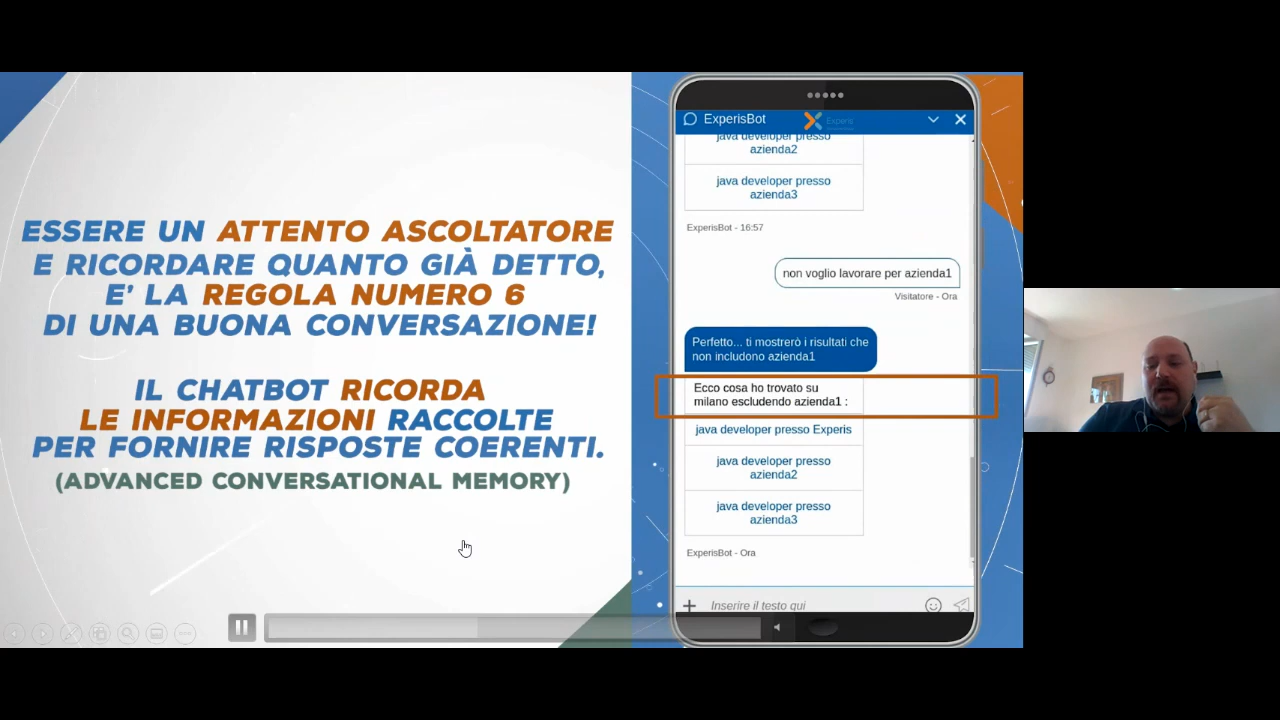 ESSERE UN ATTENTO ASCOLTATORE
E RICORDARE QUANTO GIÀ DETTO,
E' LA REGOLA NUMERO 6
DI UNA BUONA CONVERSAZIONE!
IL CHATBOT RICORDA
LE INFORMAZIONI RACCOLTE
PER FORNIRE RISPOSTE COERENTI.
(ADVANCED CONVERSATIONAL MEMORY)
ExperisBot
Experis
java developer presso
azienda2
java developer presso
azienda3
ExperisBot - 16:57
non voglio lavorare per azienda1
Visitatore - Ora
Perfetto... ti mostrerò i risultati che
non includono azienda1
Ecco cosa ho trovato su
milano escludendo azienda1 :
java developer presso Experis
java developer presso
azienda2
java developer presso
azienda3
ExperisBot - Ora
Inserire il testo qui